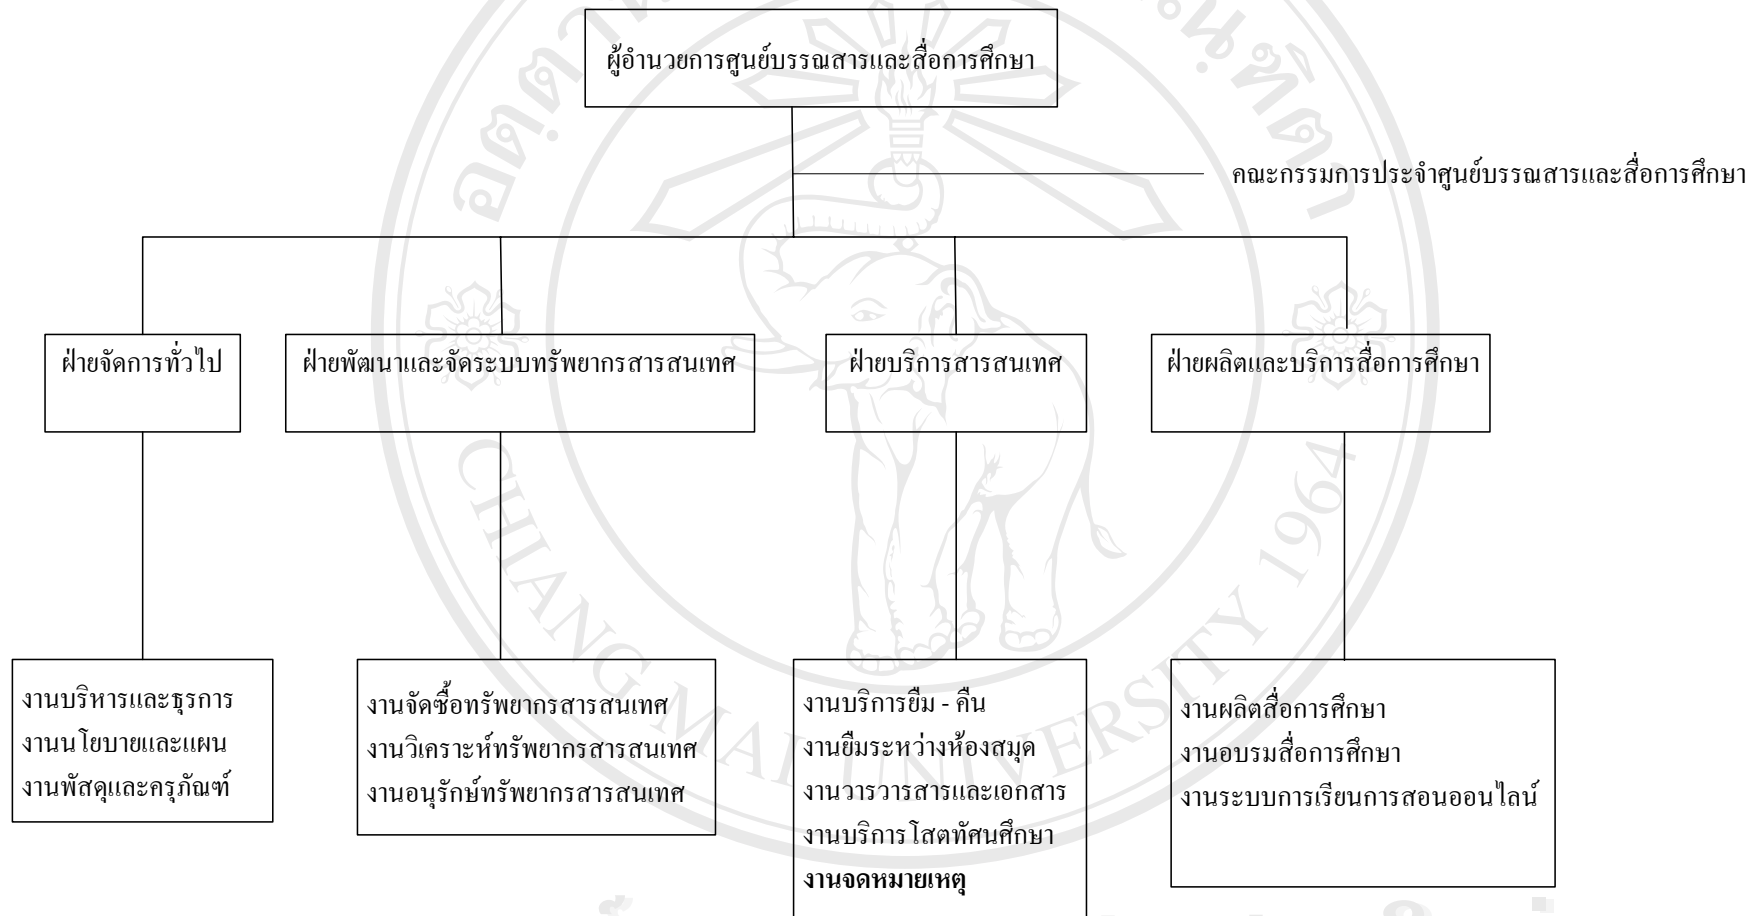 ผู้อำนวยการศูนย์บรรณสารและสื่อการศึกษา
คณะกรรมการประจำศูนย์บรรณสารและสื่อการศึกษา
ฝ่ายจัดการทั่วไป
ฝ่ายพัฒนาและจัดระบบทรัพยากรสารสนเทศ
ฝ่ายบริการสารสนเทศ
ฝ่ายผลิตและบริการสื่อการศึกษา
งานบริหารและธุรการ
งานนโยบายและแผน
งานพัสดุและครุภัณฑ์
งานจัดซื้อทรัพยากรสารสนเทศ
งานวิเคราะห์ทรัพยากรสารสนเทศ
งานอนุรักษ์ทรัพยากรสารสนเทศ
งานบริการยืม - คืน
งานยืมระหว่างห้องสมุด
งานวารวารสารและเอกสาร
งานบริการโสตทัศนศึกษา
งานจดหมายเหตุ
งานผลิตสื่อการศึกษา
งานอบรมสื่อการศึกษา
งานระบบการเรียนการสอนออนไลน์
CHIANG MAI UNIVERSITY 1964